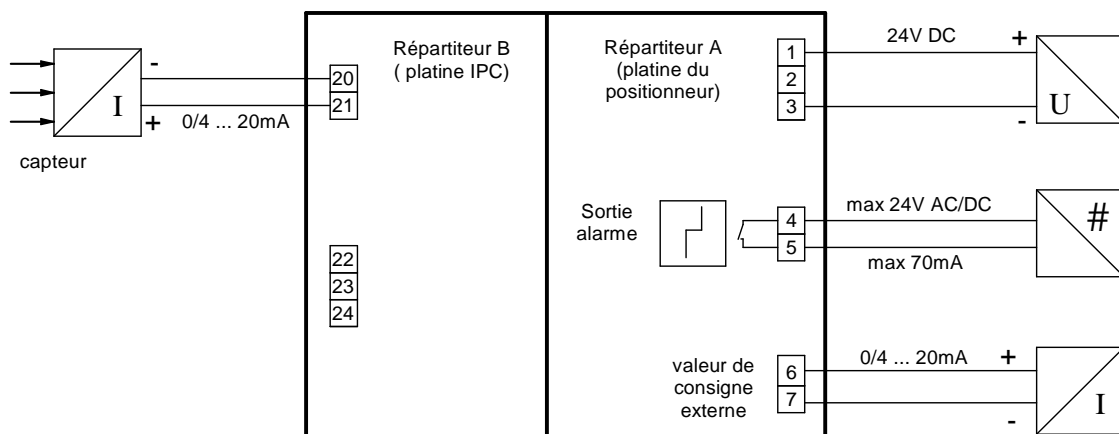 Répartiteur B
( platine IPC)
Répartiteur A
(platine du
positionneur)
-
20
21
I
+
0/4 ... 20mA
capteur
1
2
3
24V DC
+
U
-
Sortie
alarme
4
5
max 24V AC/DC
max 70mA
#
22
23
24
valeur de
consigne
externe
6
7
0/4 ... 20mA
+
I
-